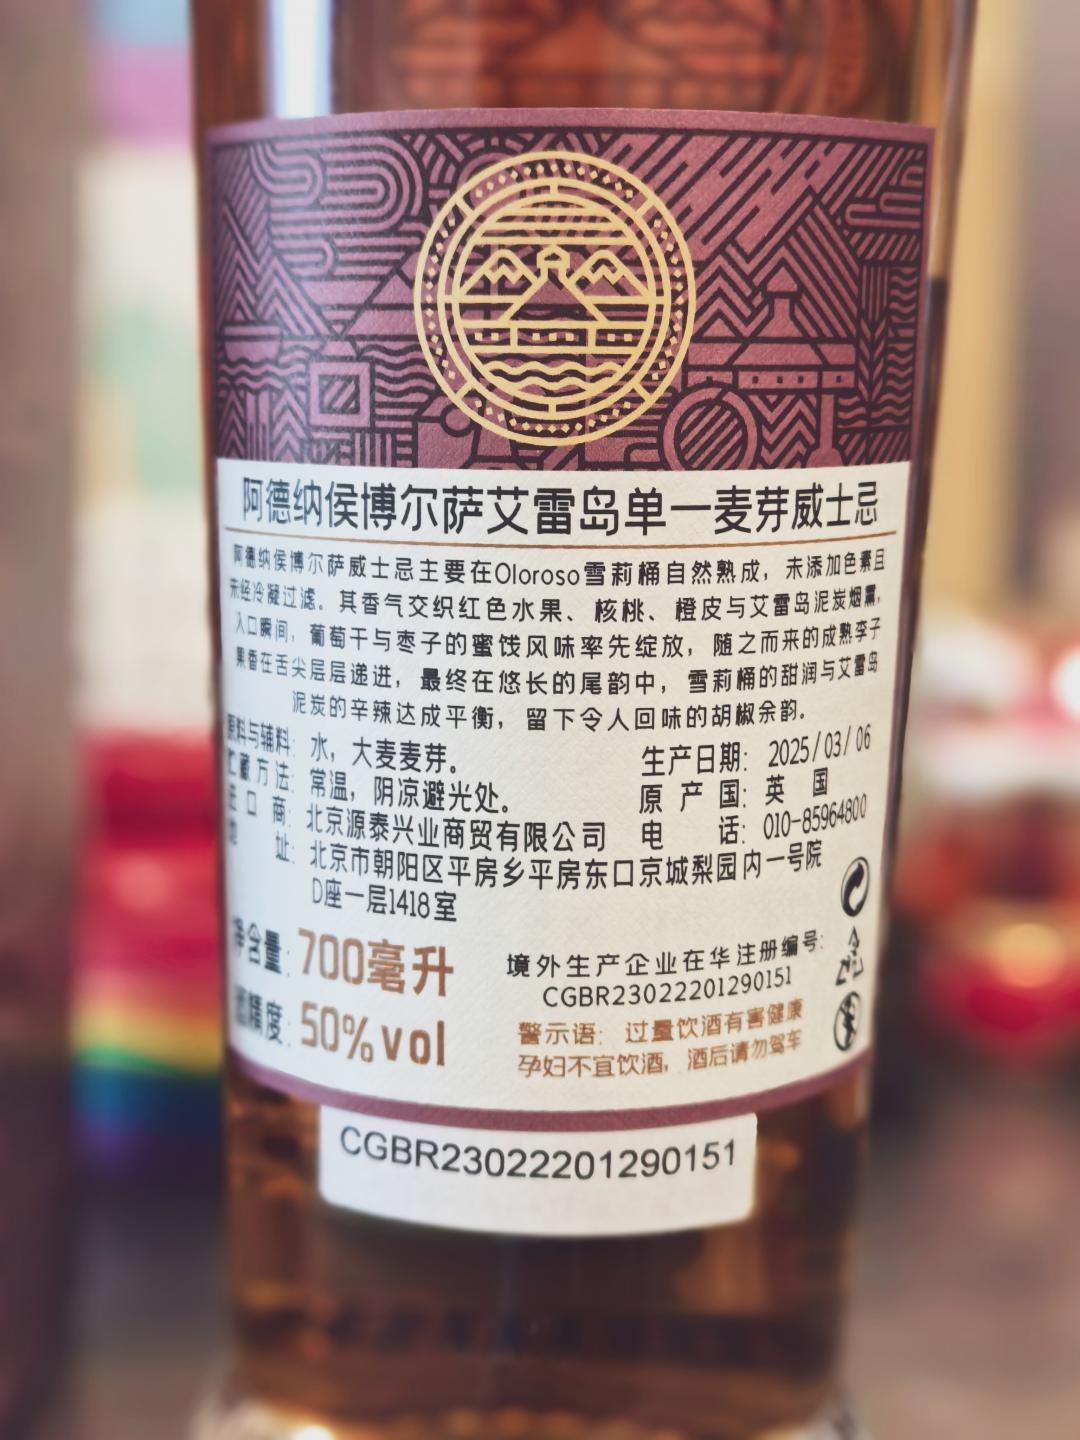 阿德纳侯博尔萨艾雷岛单一麦芽威士忌
阿德纳侯博尔萨威士忌主要在Oloroso雪莉桶自然熟成，未添加色素且
未经冷凝过滤。其香气交织红色水果、核桃、橙皮与艾雷岛泥炭烟熏，
入口瞬间，葡萄干与枣子的蜜饯风味率先绽放，随之而来的成熟李子
果香在舌尖层层递进，最终在悠长的尾韵中，雪莉桶的甜润与艾雷岛
泥炭的辛辣达成平衡，留下令人回味的胡椒余韵。
原料与辅料：水，大麦麦芽。 生产日期：2025/03/06
贮藏方法：常温，阴凉避光处。 原产国：英国
进口商：北京源泰兴业商贸有限公司 电话：010-85964800
地址：北京市朝阳区平房乡平房东口京城梨园内一号院
D座一层1418室
净含量：700毫升
酒精度：50%vol
境外生产企业在华注册编号：
CGBR23022201290151
警示语：过量饮酒有害健康
孕妇不宜饮酒，酒后请勿驾车
CGBR23022201290151